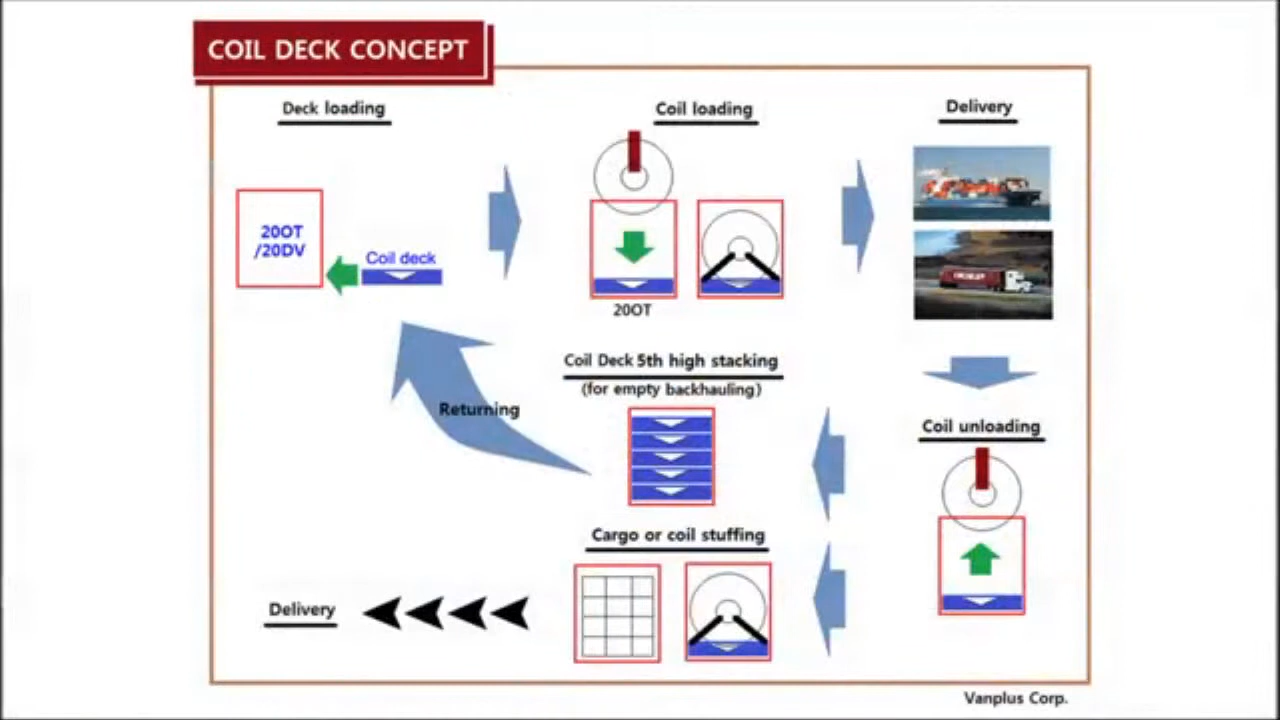 COIL DECK CONCEPT
Deck loading
Coil loading
Delivery
20OT
/20DV
Coil deck
20OT
Coil Deck 5th high stacking
(for empty backhauling)
Returning
Coil unloading
Cargo or coil stuffing
Delivery
Vanplus Corp.